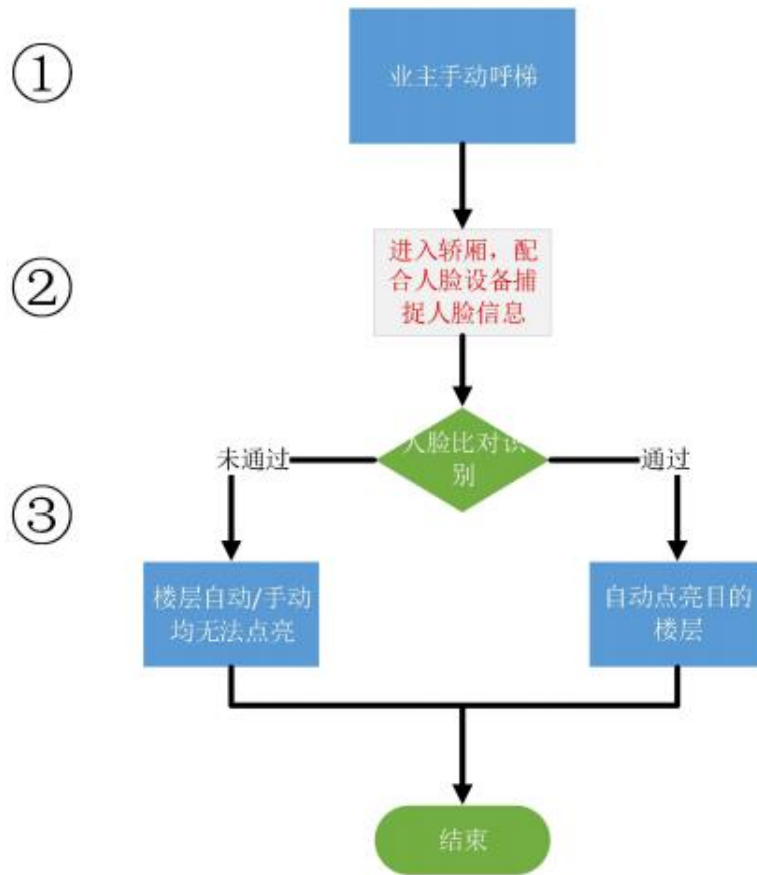 ①
业主手动呼梯
②
进入轿厢，配
合人脸设备捕
捉人脸信息
人脸比对识
别
未通过
通过
③
楼层自动/手动
均无法点亮
自动点亮目的
楼层
结束